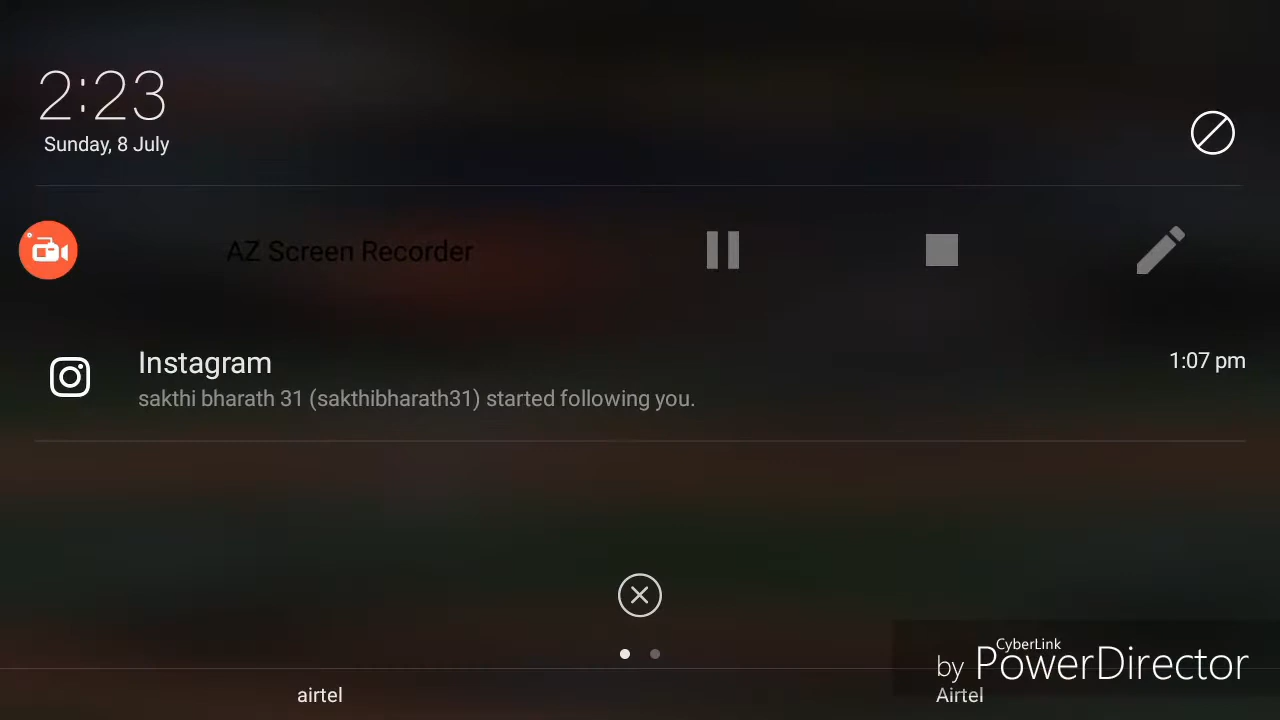 2:23
Sunday, 8 July
AZ Screen Recorder
Instagram
1:07 pm
sakthi bharath 31 (sakthibharath31) started following you.
CyberLink
by PowerDirector
airtel
Airtel